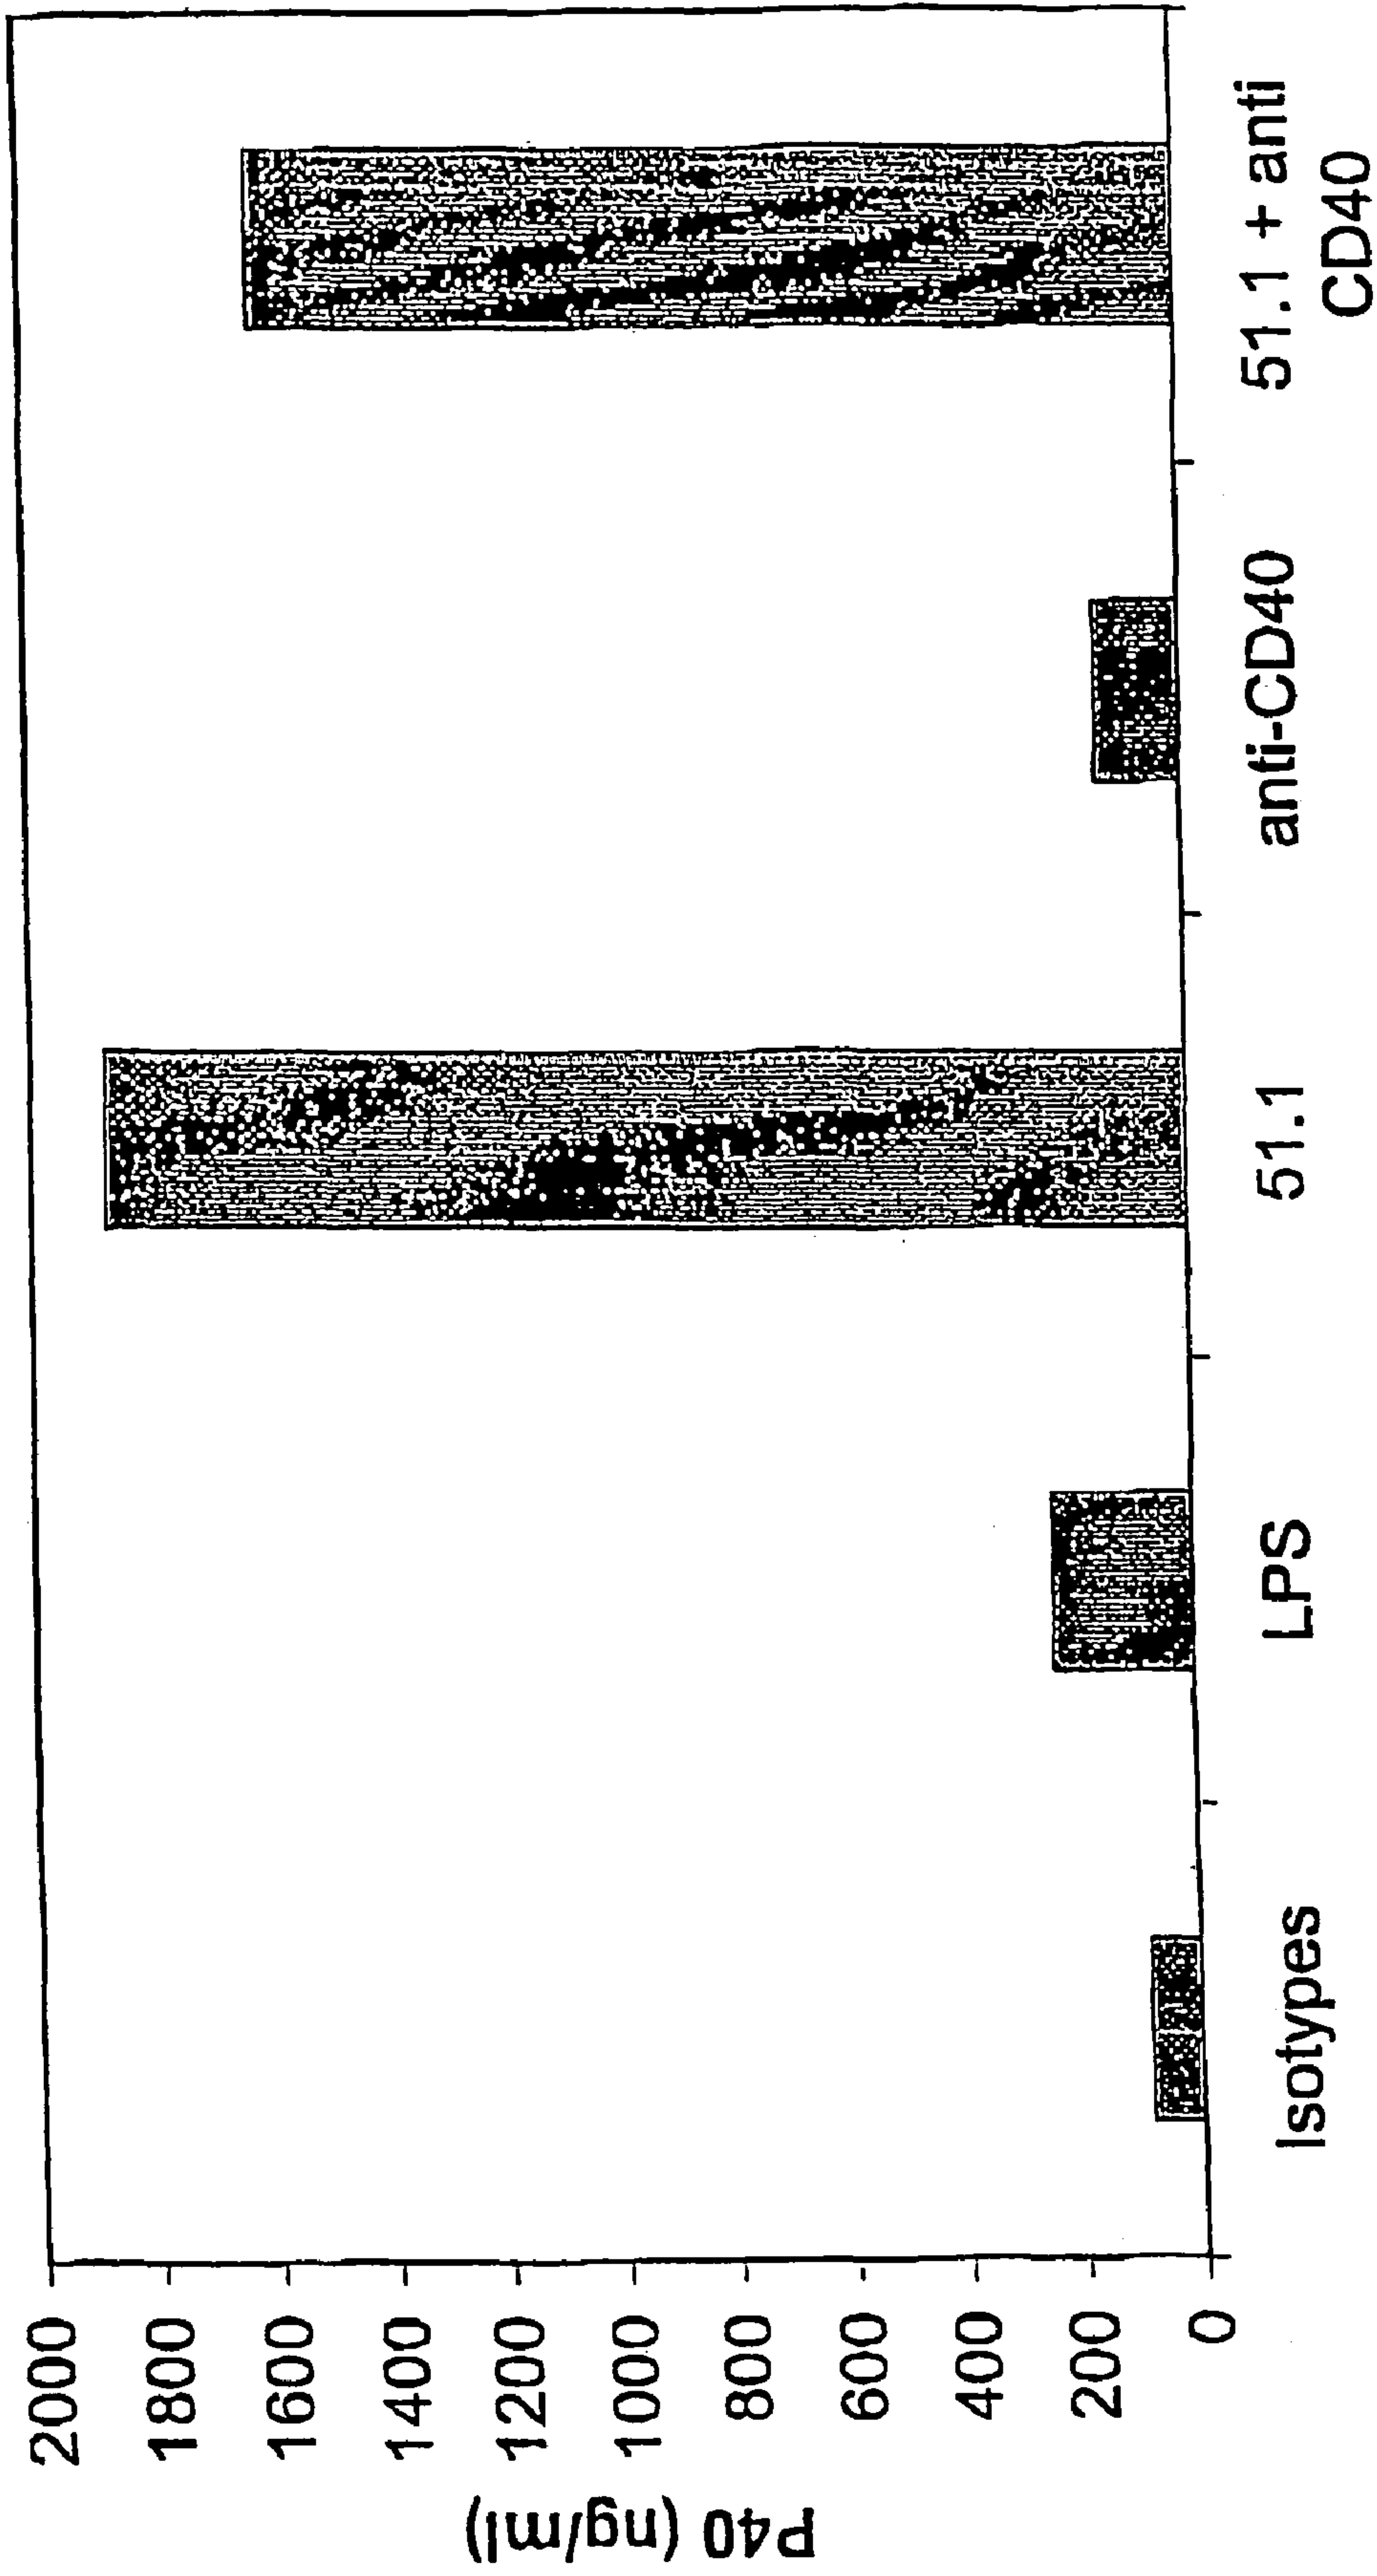 P40 (ng/ml)
2000
1800
1600
1400
1200
1000
800
600
400
200
0
Isotypes
LPS
51.1
anti-CD40
51.1 + anti
CD40